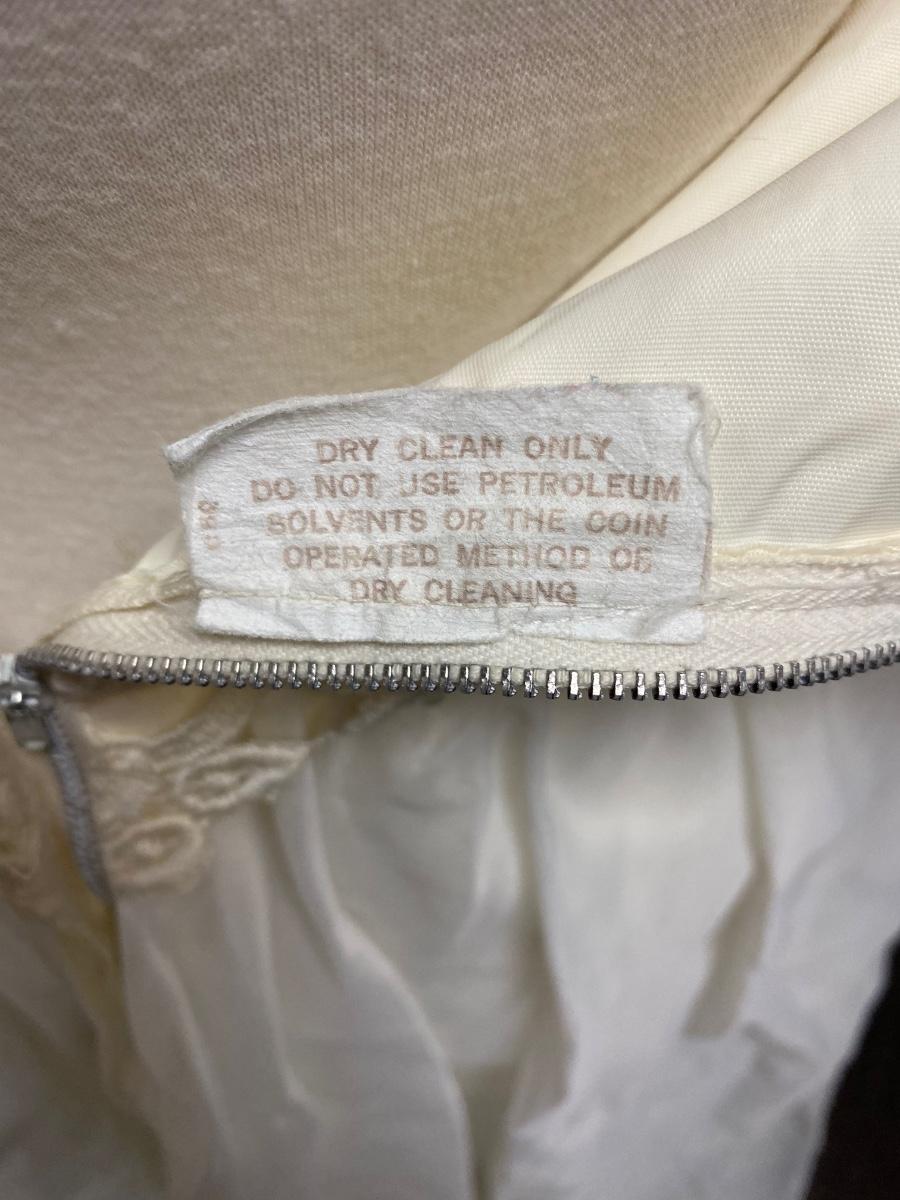 DRY CLEAN ONLY
DO NOT USE PETROLEUM
SOLVENTS OR THE COIN
OPERATED METHOD OF
DRY CLEANING